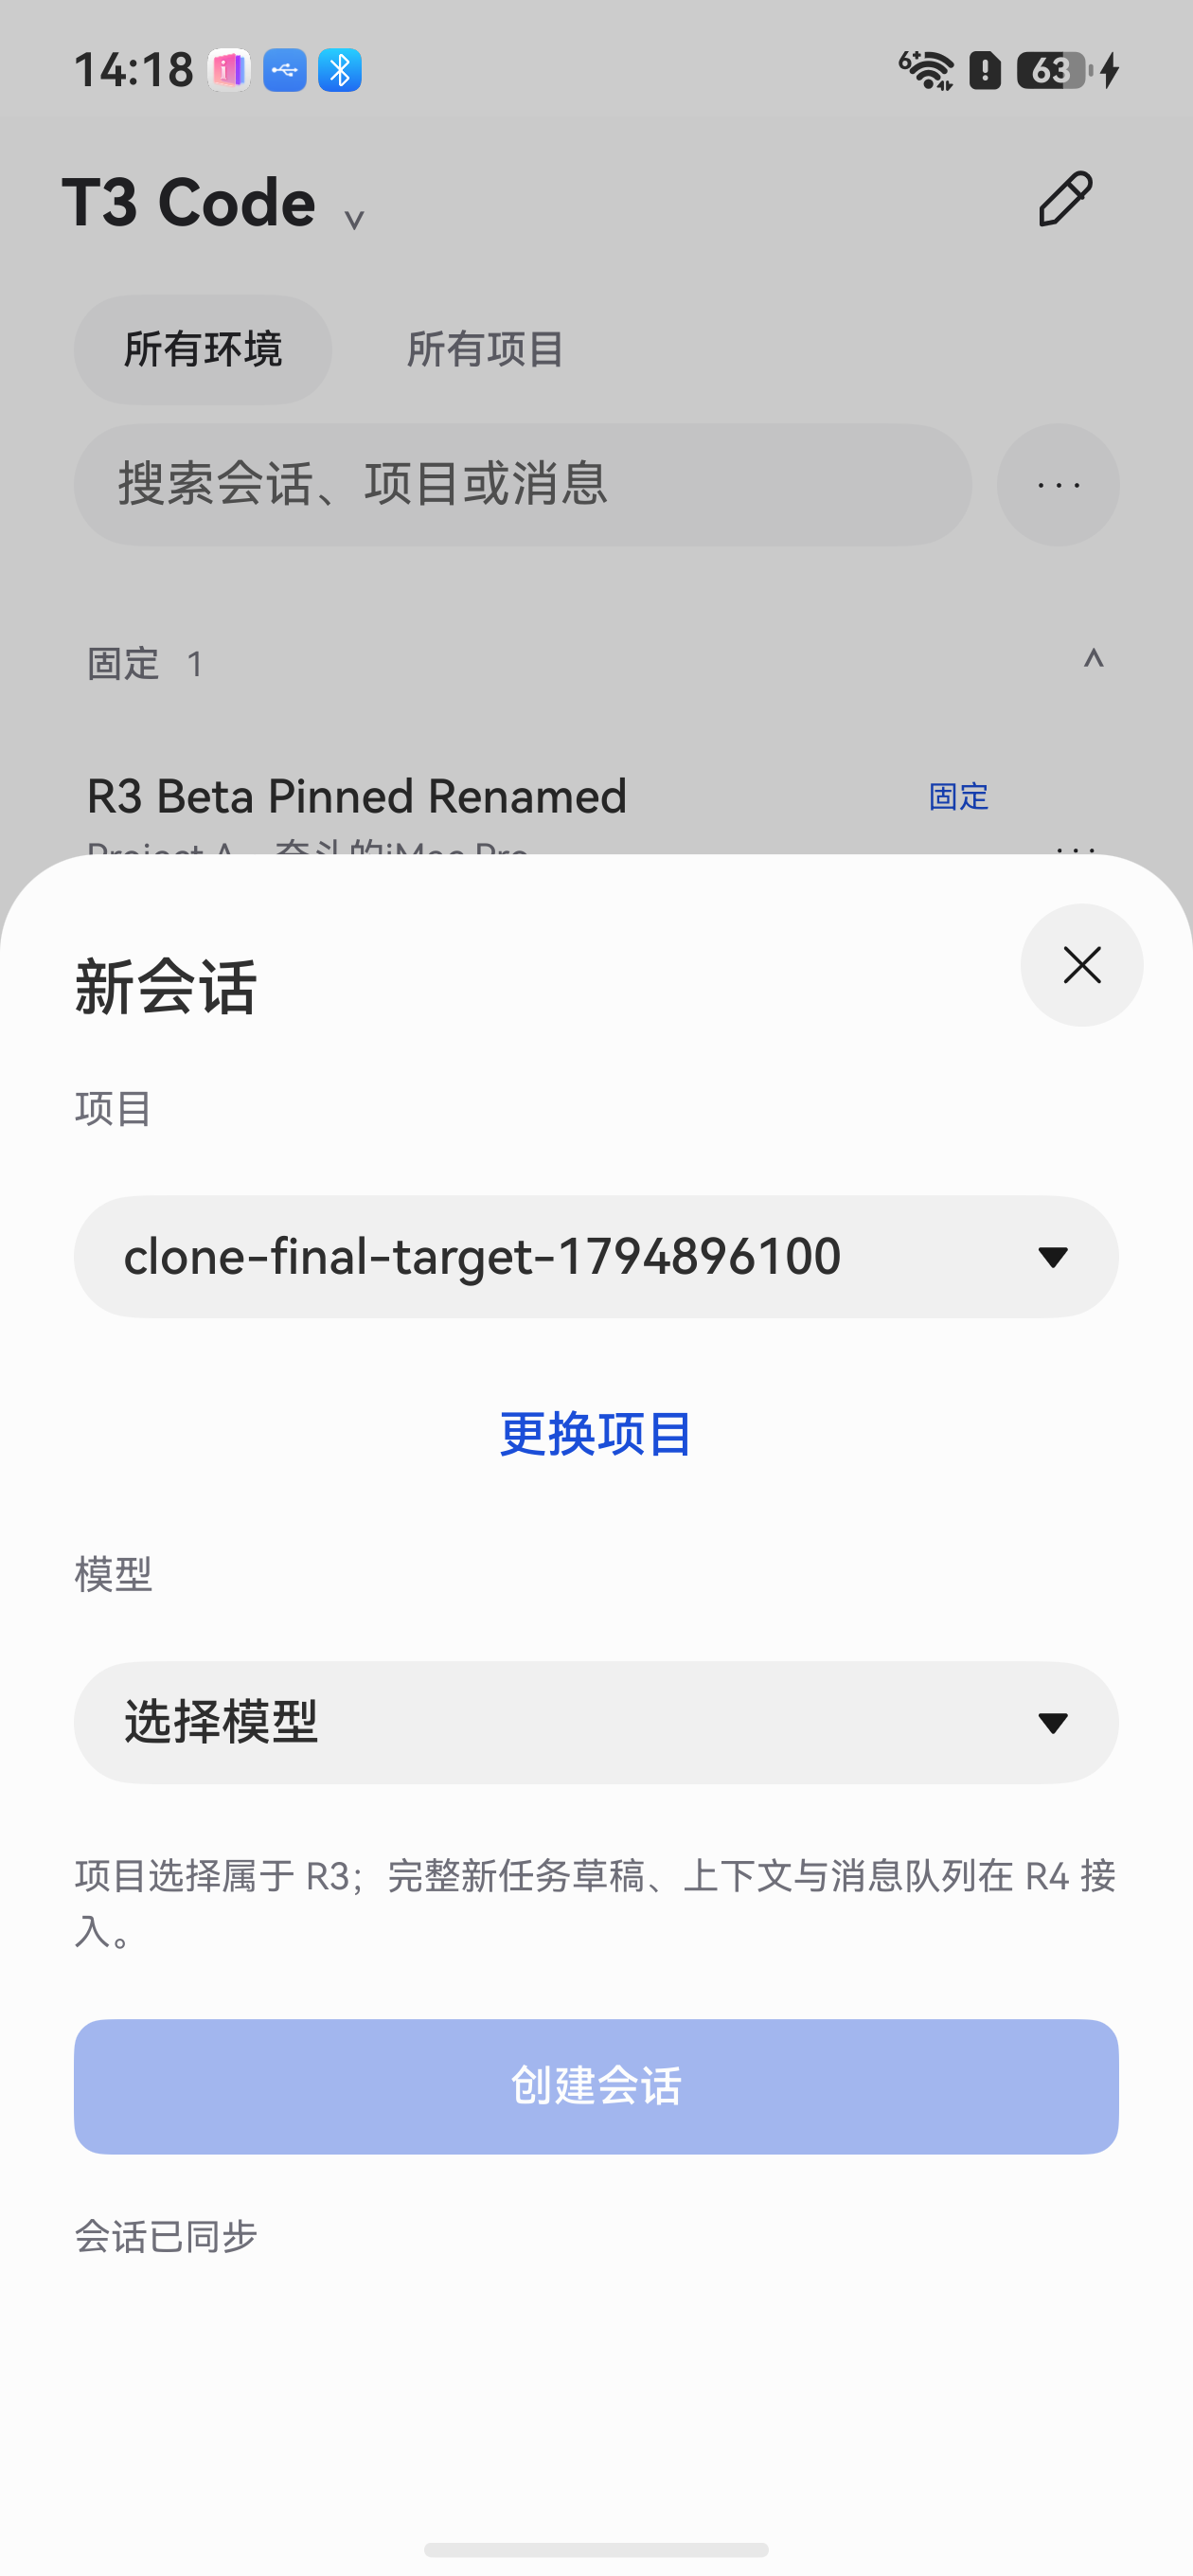 14:18
63
T3 Code
所有环境 所有项目
搜索会话、项目或消息
固定 1
R3 Beta Pinned Renamed 固定
Project A
新会话
项目
clone-final-target-1794896100
更换项目
模型
选择模型
项目选择属于 R3；完整新任务草稿、上下文与消息队列在 R4 接
入。
创建会话
会话已同步